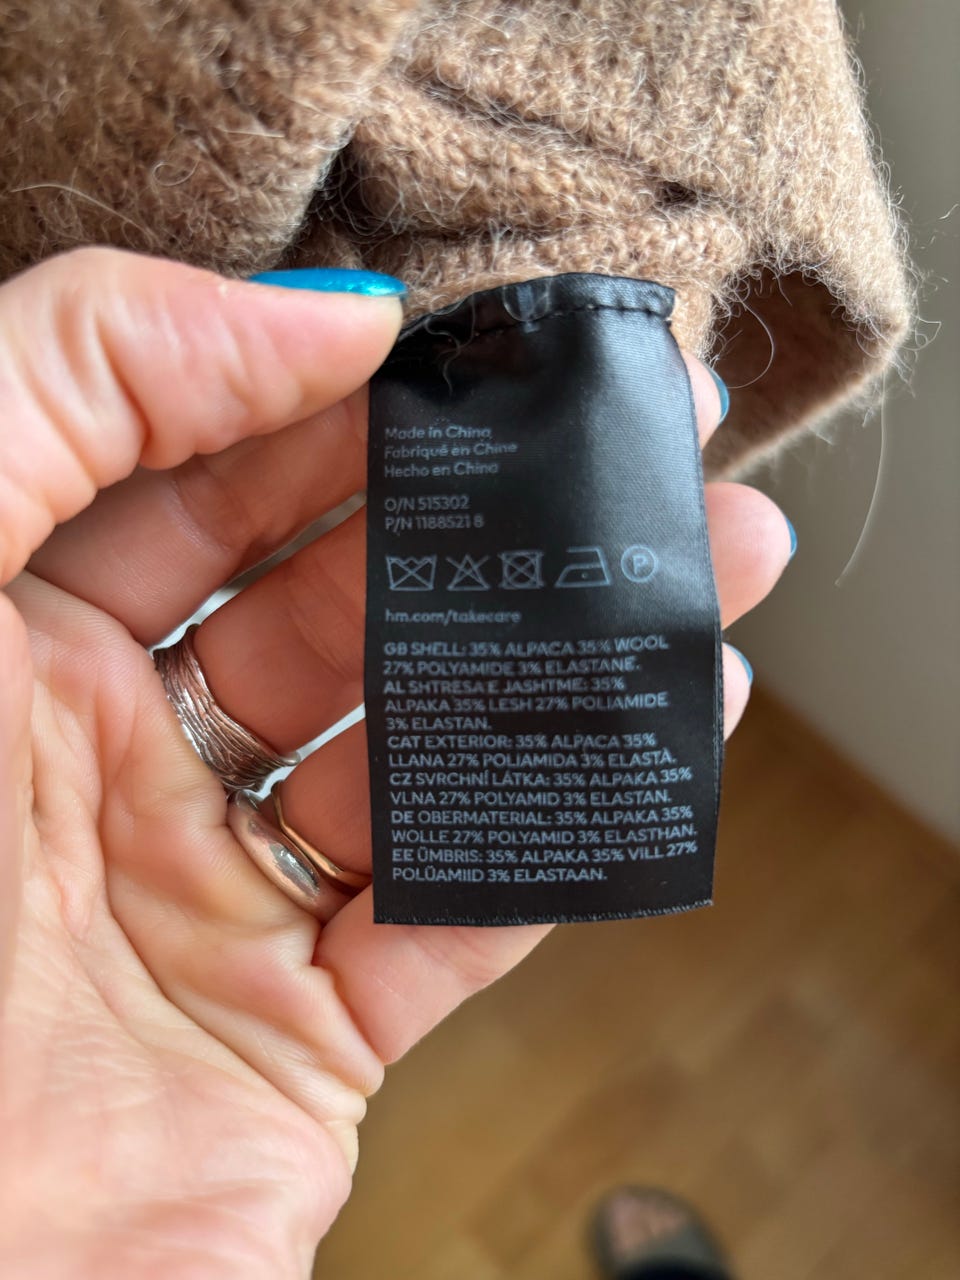 Made in China
Fabriqué en Chine
Hecho en China
O/N 515302
P/N 1188521 8
P
hm.com/takecare
GB SHELL: 35% ALPACA 35% WOOL
27% POLYAMIDE 3% ELASTANE.
AL SHTRESA E JASHTME: 35%
ALPAKA 35% LESH 27% POLIAMIDE
3% ELASTAN.
CAT EXTERIOR: 35% ALPACA 35%
LLANA 27% POLIAMIDA 3% ELASTÀ.
CZ SVRCHNÍ LÁTKA: 35% ALPAKA 35%
VLNA 27% POLYAMID 3% ELASTAN.
DE OBERMATERIAL: 35% ALPAKA 35%
WOLLE 27% POLYAMID 3% ELASTHAN.
EE ÜMBRIS: 35% ALPAKA 35% VILL 27%
POLÜAMIID 3% ELASTAAN.